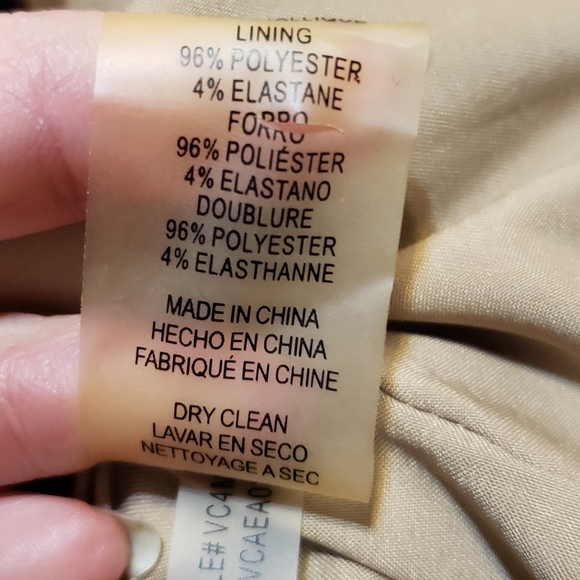 LINING
96% POLYESTER
4% ELASTANE
FORRO
96% POLIÉSTER
4% ELASTANO
DOUBLURE
96% POLYESTER
4% ELASTHANNE
MADE IN CHINA
HECHO EN CHINA
FABRIQUÉ EN CHINE
DRY CLEAN
LAVAR EN SECO
NETTOYAGE A SEC